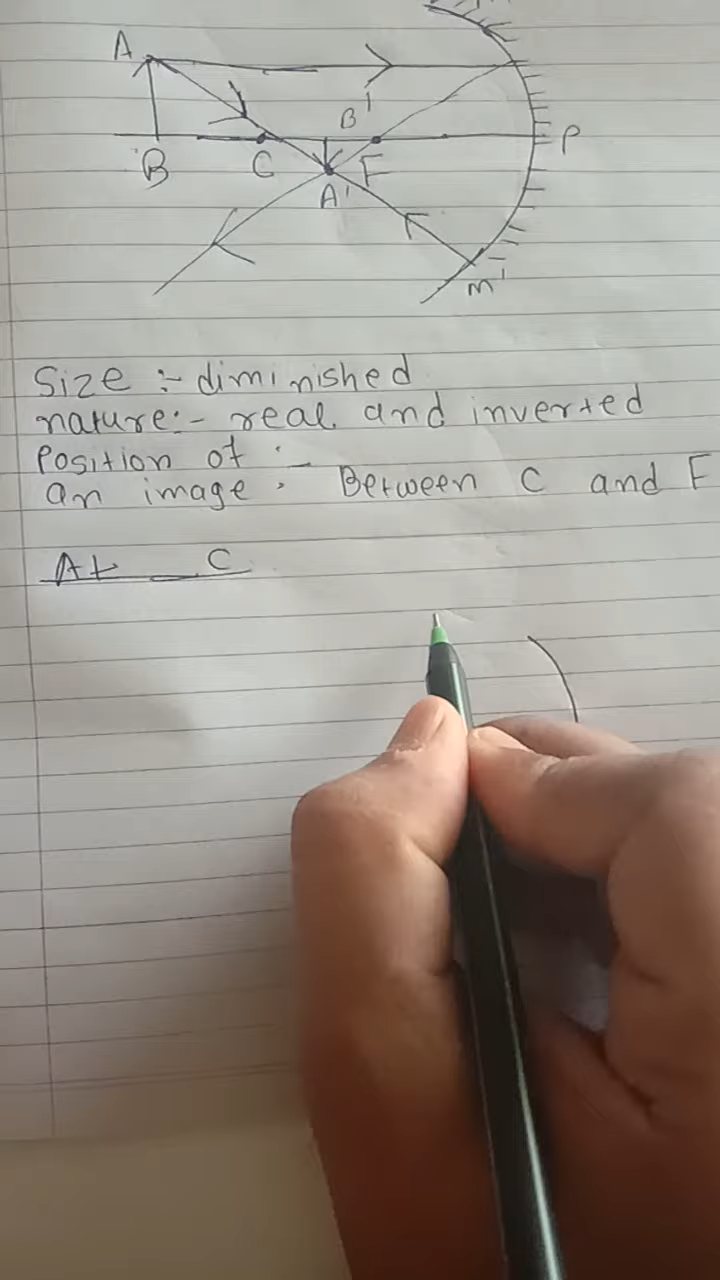 A
B'
P
B
C
F
A'
m'
Size :- diminished
nature:- real and inverted
Position of :-
an image : Between C and F
At C